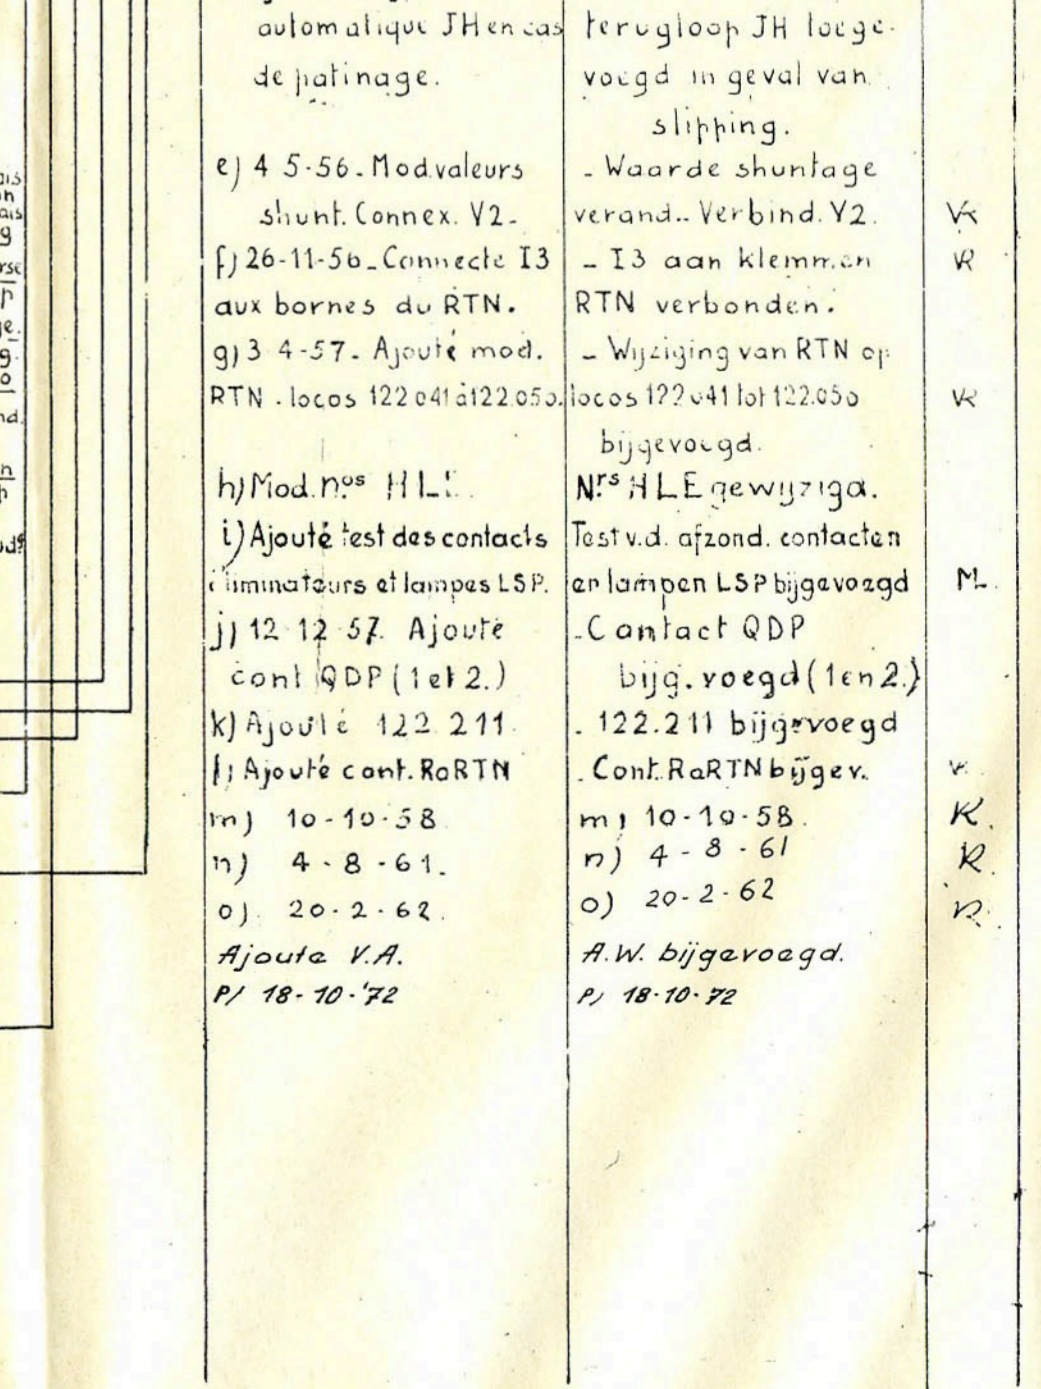 automatique JH en cas
de patinage.
e) 4 5-56 - Mod. valeurs
shunt. Connex. V2 -
f) 26-11-56 - Connecte I3
aux bornes du RTN.
g) 3 4-57 - Ajouté mod.
RTN - locos 122 041 à 122.050.
h) Mod. nos HLE.
i) Ajouté test des contacts
éliminateurs et lampes LSP.
j) 12 12 57 Ajouté
cont QDP (1 et 2.)
k) Ajouté 122 211.
l) Ajouté cont. RaRTN
m) 10-10-58
n) 4-8-61.
o) 20-2-62.
Ajoute V.A.
P/ 18-10-'72
terugloop JH toege-
voegd in geval van
slipping.
- Waarde shuntage
verand.. Verbind. V2.
- I3 aan klemmen
RTN verbonden.
- Wijziging van RTN op
locos 122 041 tot 122.050
bijgevoegd.
Nrs HLE gewijzigd.
Test v.d. afzond. contacten
en lampen LSP bijgevoegd
- Contact QDP
bijg. voegd (1 en 2.)
. 122.211 bijgevoegd
. Cont. RaRTN bijgev.
m) 10-10-58.
n) 4-8-61
o) 20-2-62
A.W. bijgevoegd.
P) 18-10-72